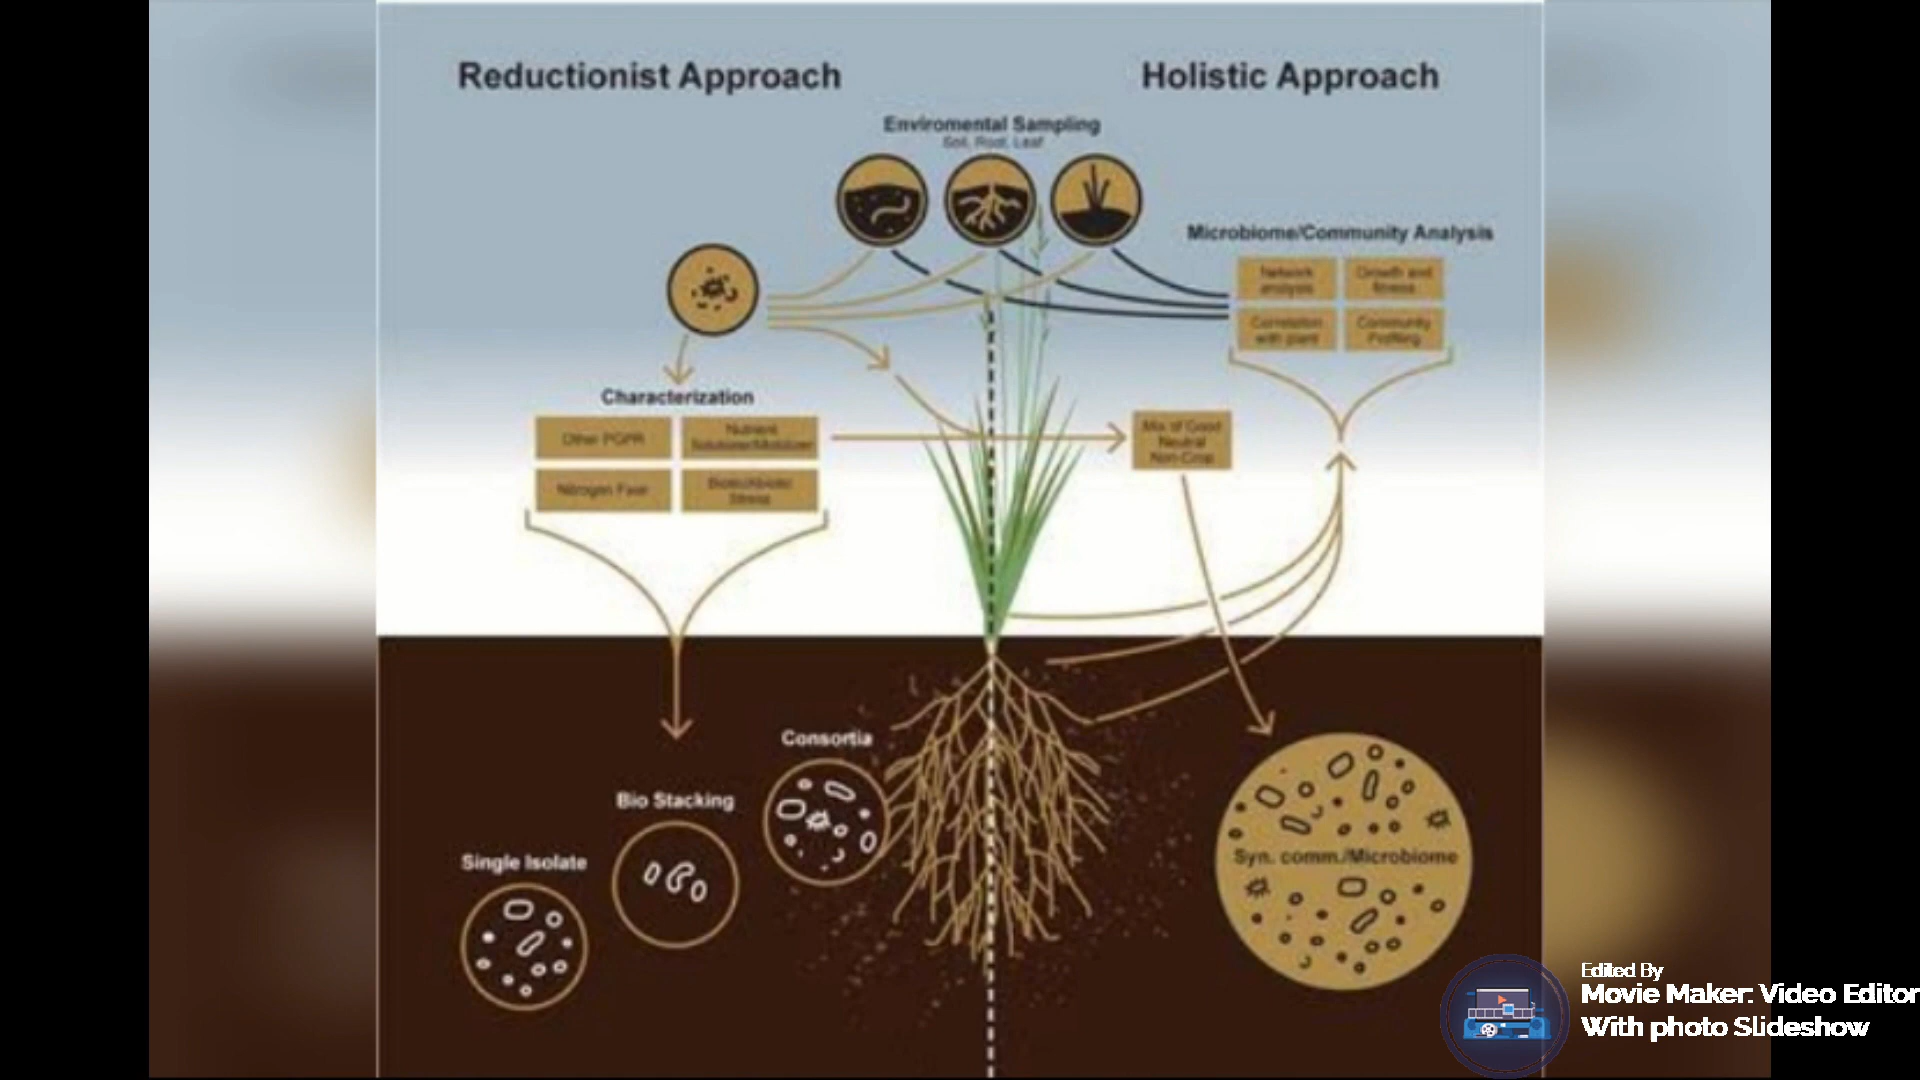 Reductionist Approach
Holistic Approach
Enviromental Sampling
Soil, Root, Leaf
Microbiome/Community Analysis
Network
analysis
Growth and
fitness
Correlation
with plant
Community
Profiling
Characterization
Other PGPR
Nutrient
Nitrogen Fixer
Biotic/Abiotic
Stress
Mix of Good
Neutral
Non-Crop
Consortia
Bio Stacking
Single Isolate
Syn. comm./Microbiome
Edited By
Movie Maker: Video Editor
With photo Slideshow